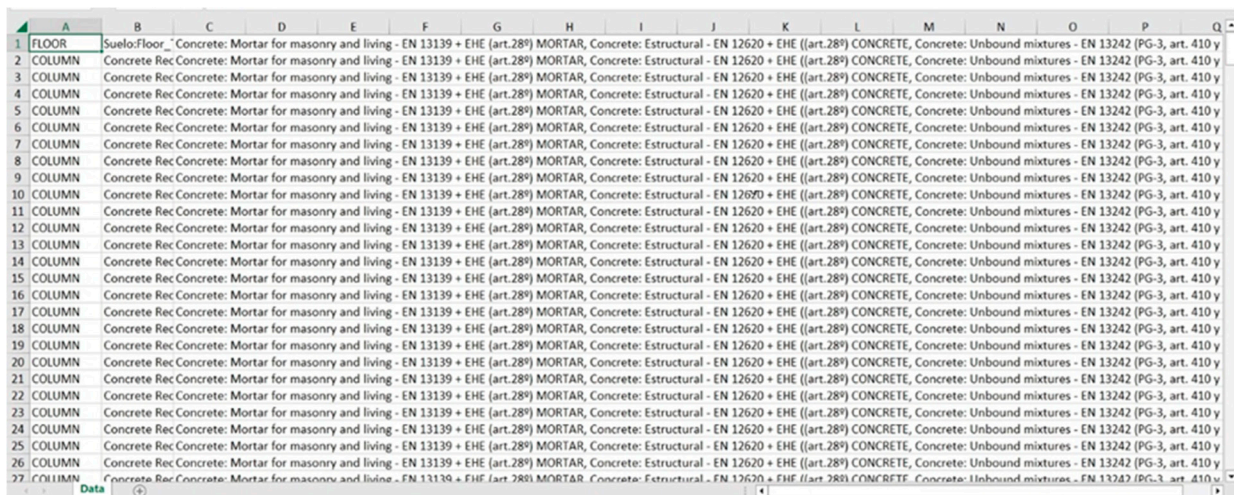 A B C D E F G H I J K L M N O P Q
1 FLOOR Suelo:Floor_ Concrete: Mortar for masonry and living - EN 13139 + EHE (art.28º) MORTAR, Concrete: Estructural - EN 12620 + EHE ((art.28º) CONCRETE, Concrete: Unbound mixtures - EN 13242 (PG-3, art. 410 y
2 COLUMN Concrete Rec Concrete: Mortar for masonry and living - EN 13139 + EHE (art.28º) MORTAR, Concrete: Estructural - EN 12620 + EHE ((art.28º) CONCRETE, Concrete: Unbound mixtures - EN 13242 (PG-3, art. 410 y
3 COLUMN Concrete Rec Concrete: Mortar for masonry and living - EN 13139 + EHE (art.28º) MORTAR, Concrete: Estructural - EN 12620 + EHE ((art.28º) CONCRETE, Concrete: Unbound mixtures - EN 13242 (PG-3, art. 410 y
4 COLUMN Concrete Rec Concrete: Mortar for masonry and living - EN 13139 + EHE (art.28º) MORTAR, Concrete: Estructural - EN 12620 + EHE ((art.28º) CONCRETE, Concrete: Unbound mixtures - EN 13242 (PG-3, art. 410 y
5 COLUMN Concrete Rec Concrete: Mortar for masonry and living - EN 13139 + EHE (art.28º) MORTAR, Concrete: Estructural - EN 12620 + EHE ((art.28º) CONCRETE, Concrete: Unbound mixtures - EN 13242 (PG-3, art. 410 y
6 COLUMN Concrete Rec Concrete: Mortar for masonry and living - EN 13139 + EHE (art.28º) MORTAR, Concrete: Estructural - EN 12620 + EHE ((art.28º) CONCRETE, Concrete: Unbound mixtures - EN 13242 (PG-3, art. 410 y
7 COLUMN Concrete Rec Concrete: Mortar for masonry and living - EN 13139 + EHE (art.28º) MORTAR, Concrete: Estructural - EN 12620 + EHE ((art.28º) CONCRETE, Concrete: Unbound mixtures - EN 13242 (PG-3, art. 410 y
8 COLUMN Concrete Rec Concrete: Mortar for masonry and living - EN 13139 + EHE (art.28º) MORTAR, Concrete: Estructural - EN 12620 + EHE ((art.28º) CONCRETE, Concrete: Unbound mixtures - EN 13242 (PG-3, art. 410 y
9 COLUMN Concrete Rec Concrete: Mortar for masonry and living - EN 13139 + EHE (art.28º) MORTAR, Concrete: Estructural - EN 12620 + EHE ((art.28º) CONCRETE, Concrete: Unbound mixtures - EN 13242 (PG-3, art. 410 y
10 COLUMN Concrete Rec Concrete: Mortar for masonry and living - EN 13139 + EHE (art.28º) MORTAR, Concrete: Estructural - EN 12620 + EHE ((art.28º) CONCRETE, Concrete: Unbound mixtures - EN 13242 (PG-3, art. 410 y
11 COLUMN Concrete Rec Concrete: Mortar for masonry and living - EN 13139 + EHE (art.28º) MORTAR, Concrete: Estructural - EN 12620 + EHE ((art.28º) CONCRETE, Concrete: Unbound mixtures - EN 13242 (PG-3, art. 410 y
12 COLUMN Concrete Rec Concrete: Mortar for masonry and living - EN 13139 + EHE (art.28º) MORTAR, Concrete: Estructural - EN 12620 + EHE ((art.28º) CONCRETE, Concrete: Unbound mixtures - EN 13242 (PG-3, art. 410 y
13 COLUMN Concrete Rec Concrete: Mortar for masonry and living - EN 13139 + EHE (art.28º) MORTAR, Concrete: Estructural - EN 12620 + EHE ((art.28º) CONCRETE, Concrete: Unbound mixtures - EN 13242 (PG-3, art. 410 y
14 COLUMN Concrete Rec Concrete: Mortar for masonry and living - EN 13139 + EHE (art.28º) MORTAR, Concrete: Estructural - EN 12620 + EHE ((art.28º) CONCRETE, Concrete: Unbound mixtures - EN 13242 (PG-3, art. 410 y
15 COLUMN Concrete Rec Concrete: Mortar for masonry and living - EN 13139 + EHE (art.28º) MORTAR, Concrete: Estructural - EN 12620 + EHE ((art.28º) CONCRETE, Concrete: Unbound mixtures - EN 13242 (PG-3, art. 410 y
16 COLUMN Concrete Rec Concrete: Mortar for masonry and living - EN 13139 + EHE (art.28º) MORTAR, Concrete: Estructural - EN 12620 + EHE ((art.28º) CONCRETE, Concrete: Unbound mixtures - EN 13242 (PG-3, art. 410 y
17 COLUMN Concrete Rec Concrete: Mortar for masonry and living - EN 13139 + EHE (art.28º) MORTAR, Concrete: Estructural - EN 12620 + EHE ((art.28º) CONCRETE, Concrete: Unbound mixtures - EN 13242 (PG-3, art. 410 y
18 COLUMN Concrete Rec Concrete: Mortar for masonry and living - EN 13139 + EHE (art.28º) MORTAR, Concrete: Estructural - EN 12620 + EHE ((art.28º) CONCRETE, Concrete: Unbound mixtures - EN 13242 (PG-3, art. 410 y
19 COLUMN Concrete Rec Concrete: Mortar for masonry and living - EN 13139 + EHE (art.28º) MORTAR, Concrete: Estructural - EN 12620 + EHE ((art.28º) CONCRETE, Concrete: Unbound mixtures - EN 13242 (PG-3, art. 410 y
20 COLUMN Concrete Rec Concrete: Mortar for masonry and living - EN 13139 + EHE (art.28º) MORTAR, Concrete: Estructural - EN 12620 + EHE ((art.28º) CONCRETE, Concrete: Unbound mixtures - EN 13242 (PG-3, art. 410 y
21 COLUMN Concrete Rec Concrete: Mortar for masonry and living - EN 13139 + EHE (art.28º) MORTAR, Concrete: Estructural - EN 12620 + EHE ((art.28º) CONCRETE, Concrete: Unbound mixtures - EN 13242 (PG-3, art. 410 y
22 COLUMN Concrete Rec Concrete: Mortar for masonry and living - EN 13139 + EHE (art.28º) MORTAR, Concrete: Estructural - EN 12620 + EHE ((art.28º) CONCRETE, Concrete: Unbound mixtures - EN 13242 (PG-3, art. 410 y
23 COLUMN Concrete Rec Concrete: Mortar for masonry and living - EN 13139 + EHE (art.28º) MORTAR, Concrete: Estructural - EN 12620 + EHE ((art.28º) CONCRETE, Concrete: Unbound mixtures - EN 13242 (PG-3, art. 410 y
24 COLUMN Concrete Rec Concrete: Mortar for masonry and living - EN 13139 + EHE (art.28º) MORTAR, Concrete: Estructural - EN 12620 + EHE ((art.28º) CONCRETE, Concrete: Unbound mixtures - EN 13242 (PG-3, art. 410 y
25 COLUMN Concrete Rec Concrete: Mortar for masonry and living - EN 13139 + EHE (art.28º) MORTAR, Concrete: Estructural - EN 12620 + EHE ((art.28º) CONCRETE, Concrete: Unbound mixtures - EN 13242 (PG-3, art. 410 y
26 COLUMN Concrete Rec Concrete: Mortar for masonry and living - EN 13139 + EHE (art.28º) MORTAR, Concrete: Estructural - EN 12620 + EHE ((art.28º) CONCRETE, Concrete: Unbound mixtures - EN 13242 (PG-3, art. 410 y
27 COLUMN Concrete Rec Concrete: Mortar for masonry and living - EN 13139 + EHE (art.28º) MORTAR, Concrete: Estructural - EN 12620 + EHE ((art.28º) CONCRETE, Concrete: Unbound mixtures - EN 13242 (PG-3, art. 410 y
Data